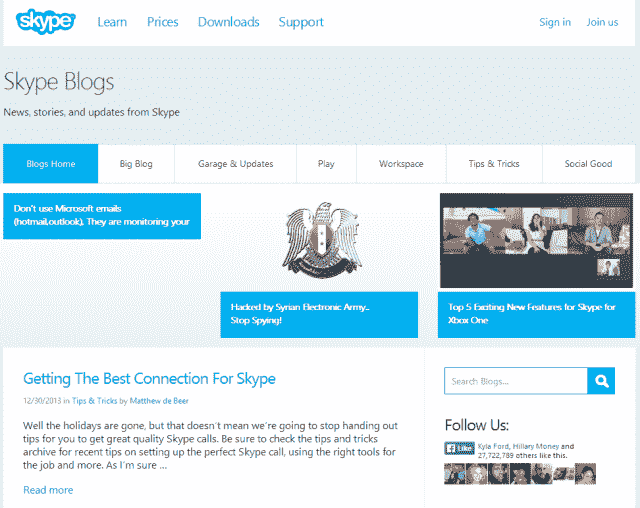 skype
Learn Prices Downloads Support
Sign in Join us
Skype Blogs
News, stories, and updates from Skype
Blogs Home Big Blog Garage & Updates Play Workspace Tips & Tricks Social Good
Don't use Microsoft emails
(hotmail,outlook), They are monitoring your
Hacked by Syrian Electronic Army..
Stop Spying!
Top 5 Exciting New Features for Skype for
Xbox One
Getting The Best Connection For Skype
12/30/2013 in Tips & Tricks by Matthew de Beer
Well the holidays are gone, but that doesn't mean we're going to stop handing out
tips for you to get great quality Skype calls. Be sure to check the tips and tricks
archive for recent tips on setting up the perfect Skype call, using the right tools for
the job and more. As I'm sure ...
Read more
Search Blogs...
Follow Us:
Like
Kyla Ford, Hillary Money and
27,722,789 others like this.